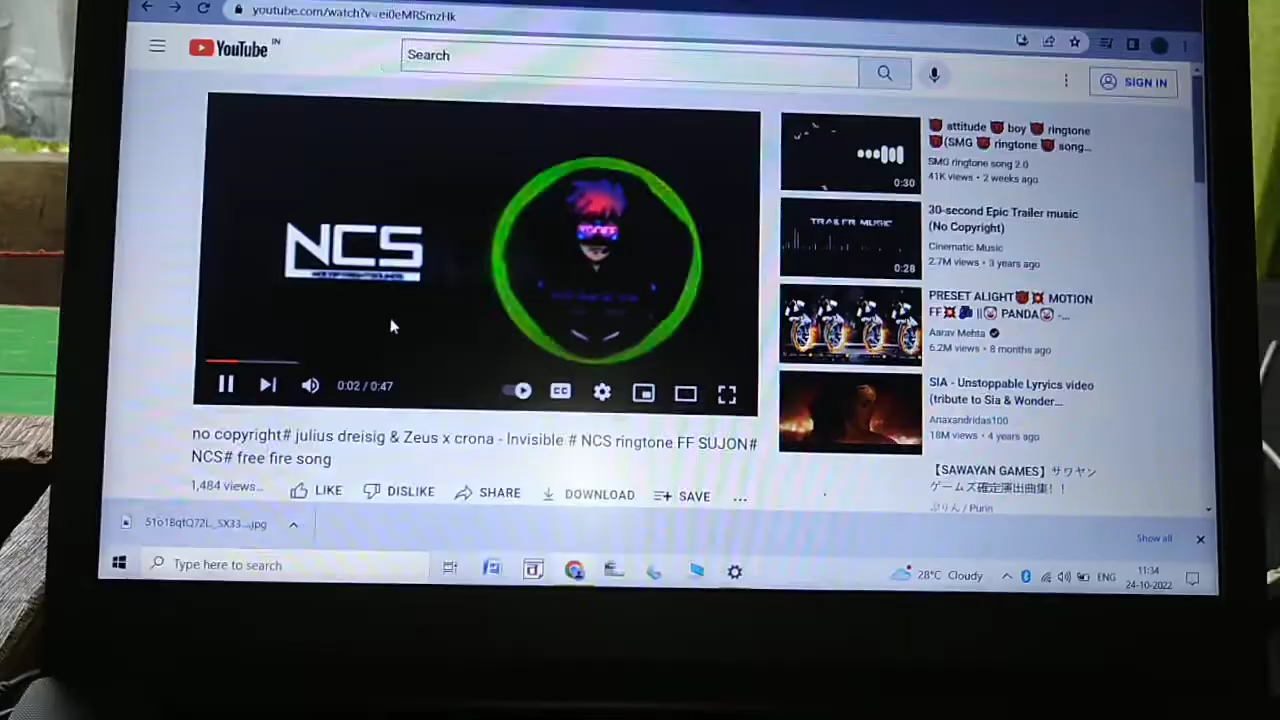 youtube.com/watch?v=ei0eMRSmzHk
YouTube IN
Search
SIGN IN
NCS
0:02 / 0:47
CC
no copyright# julius dreisig & Zeus x crona - Invisible # NCS ringtone FF SUJON#
NCS# free fire song
1,484 views...
LIKE
DISLIKE
SHARE
DOWNLOAD
SAVE
...
0:30
👿 attitude 👿 boy 👿 ringtone
👿(SMG 👿 ringtone 👿 song...
SMG ringtone song 2.0
41K views • 2 weeks ago
TRAILER MUSIC
0:28
30-second Epic Trailer music
(No Copyright)
Cinematic Music
2.7M views • 3 years ago
PRESET ALIGHT👿💥 MOTION
FF💥 ||🐼 PANDA🐼 -...
Aarav Mehta
6.2M views • 8 months ago
SIA - Unstoppable Lyrics video
(tribute to Sia & Wonder...
Anaxandridas100
18M views • 4 years ago
【SAWAYAN GAMES】サワヤン
ゲームズ確定演出曲集！！
ぷりん / Purin
Show all
Type here to search
28°C Cloudy
ENG
11:34
24-10-2022